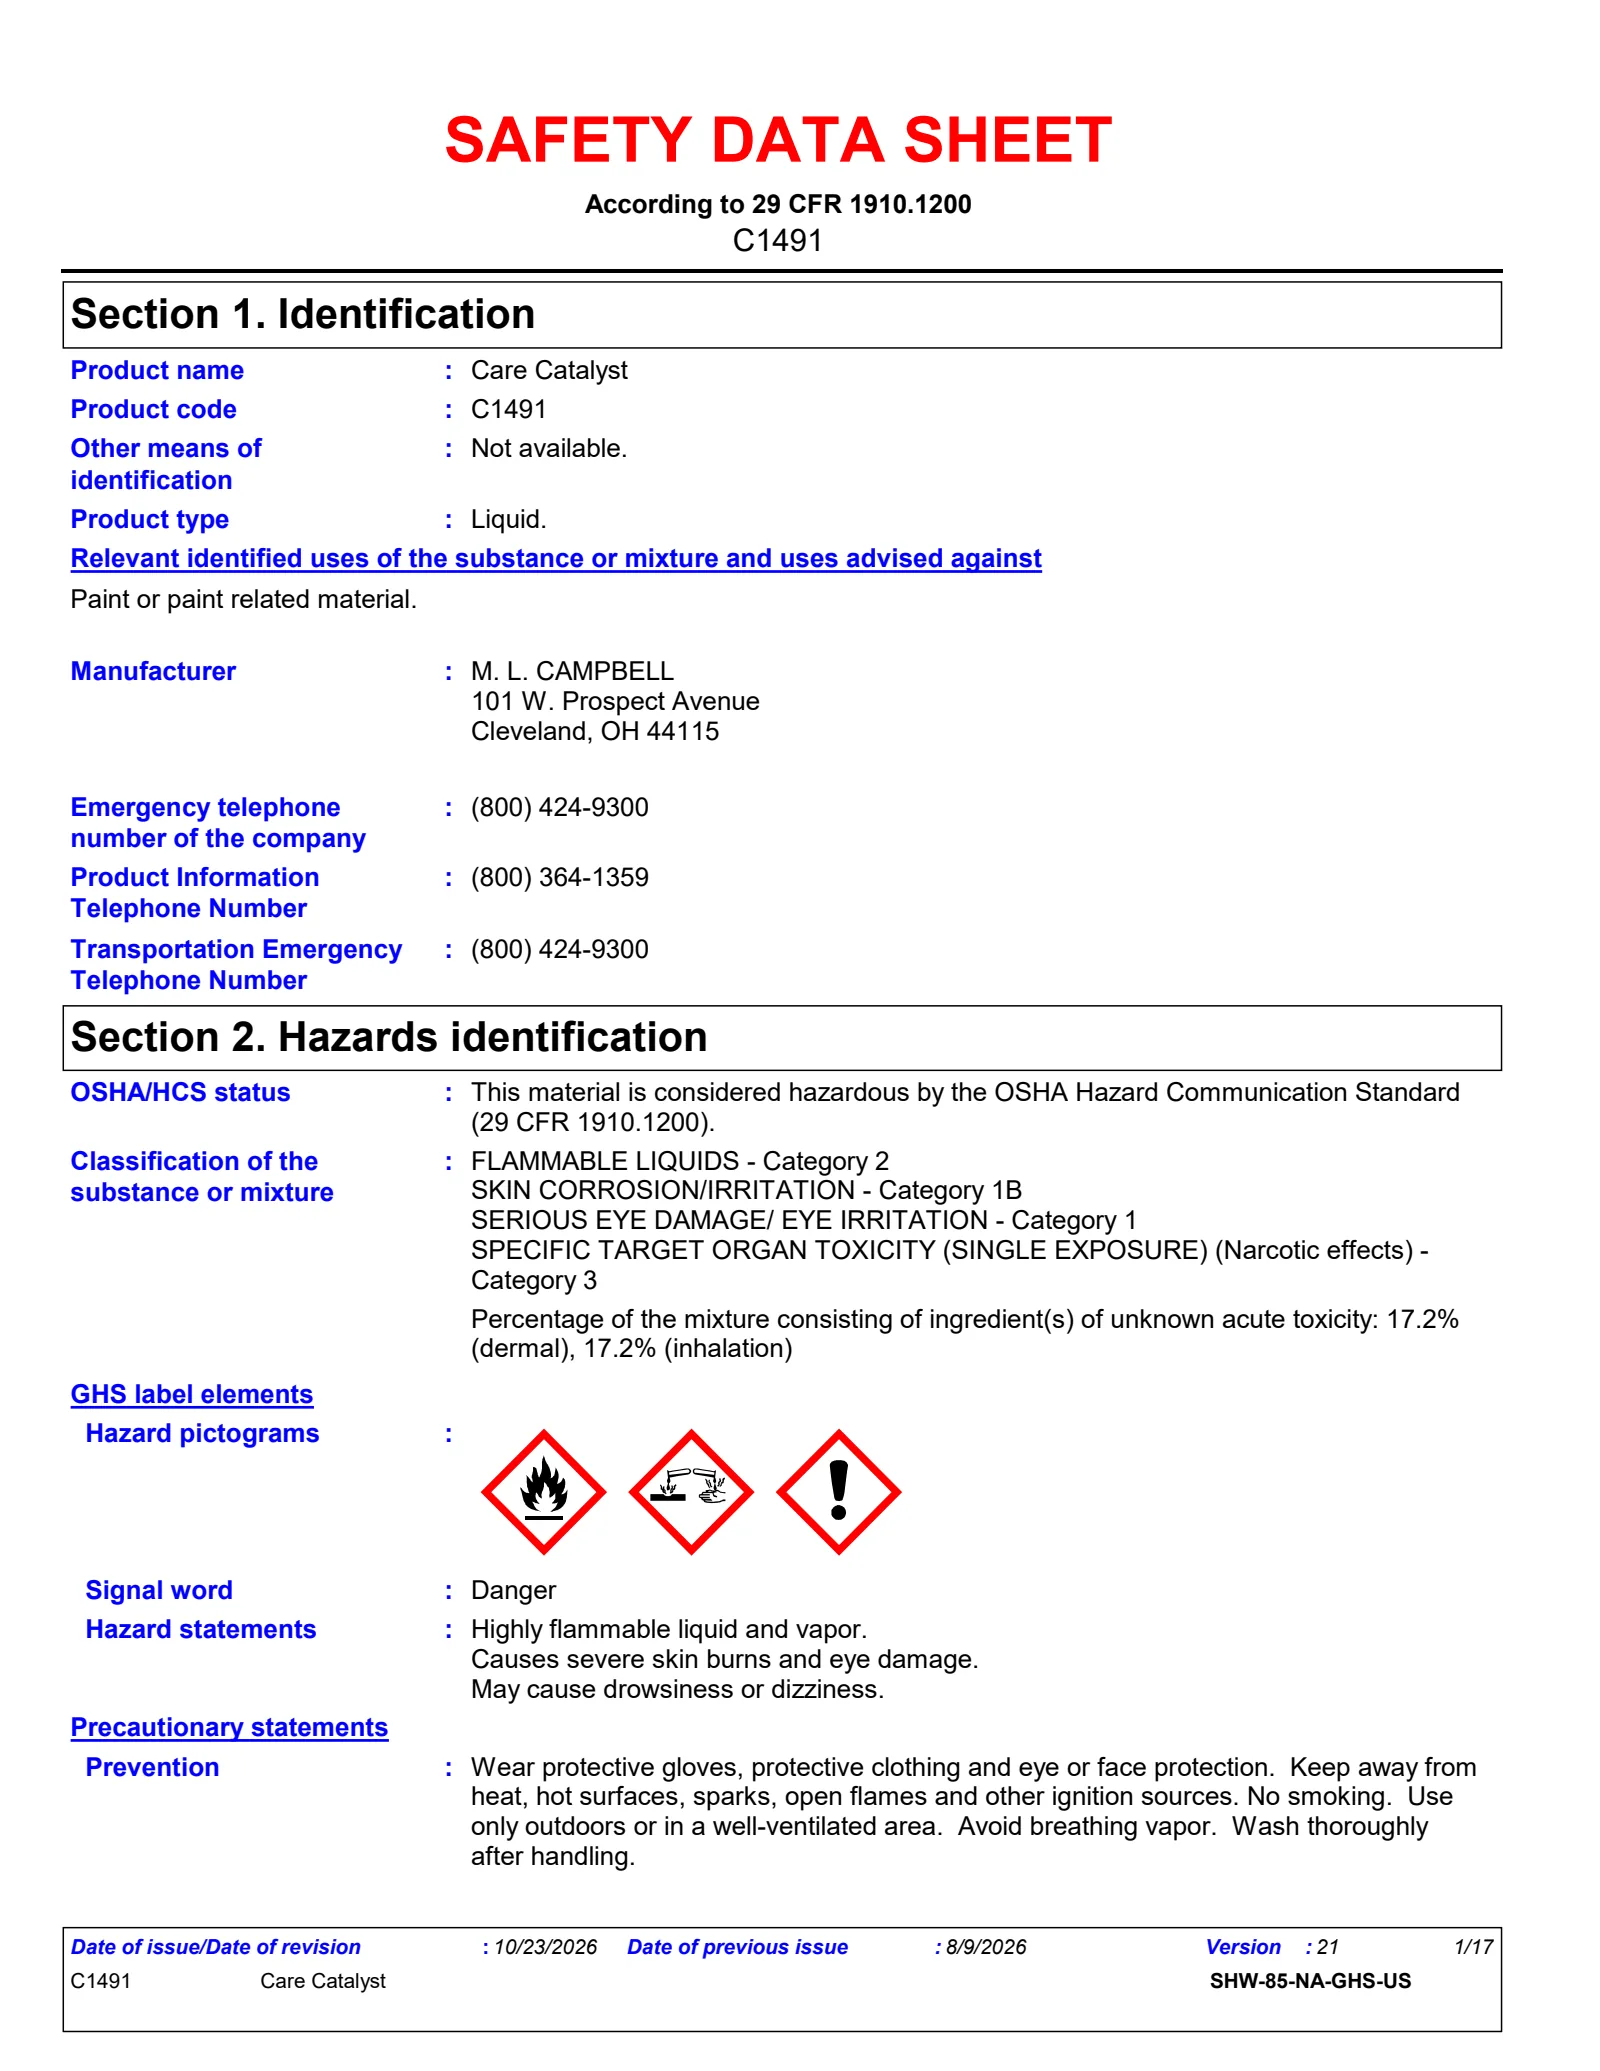 SAFETY DATA SHEET
According to 29 CFR 1910.1200
C1491
Section 1. Identification
Product name : Care Catalyst
Product code : C1491
Other means of : Not available.
identification
Product type : Liquid.
Relevant identified uses of the substance or mixture and uses advised against
Paint or paint related material.
Manufacturer : M. L. CAMPBELL
101 W. Prospect Avenue
Cleveland, OH 44115
Emergency telephone : (800) 424-9300
number of the company
Product Information : (800) 364-1359
Telephone Number
Transportation Emergency : (800) 424-9300
Telephone Number
Section 2. Hazards identification
OSHA/HCS status : This material is considered hazardous by the OSHA Hazard Communication Standard
(29 CFR 1910.1200).
Classification of the : FLAMMABLE LIQUIDS - Category 2
substance or mixture SKIN CORROSION/IRRITATION - Category 1B
SERIOUS EYE DAMAGE/ EYE IRRITATION - Category 1
SPECIFIC TARGET ORGAN TOXICITY (SINGLE EXPOSURE) (Narcotic effects) -
Category 3
Percentage of the mixture consisting of ingredient(s) of unknown acute toxicity: 17.2%
(dermal), 17.2% (inhalation)
GHS label elements
Hazard pictograms :
Signal word : Danger
Hazard statements : Highly flammable liquid and vapor.
Causes severe skin burns and eye damage.
May cause drowsiness or dizziness.
Precautionary statements
Prevention : Wear protective gloves, protective clothing and eye or face protection. Keep away from
heat, hot surfaces, sparks, open flames and other ignition sources. No smoking. Use
only outdoors or in a well-ventilated area. Avoid breathing vapor. Wash thoroughly
after handling.
Date of issue/Date of revision : 10/23/2026 Date of previous issue : 8/9/2026 Version : 21 1/17
C1491 Care Catalyst SHW-85-NA-GHS-US